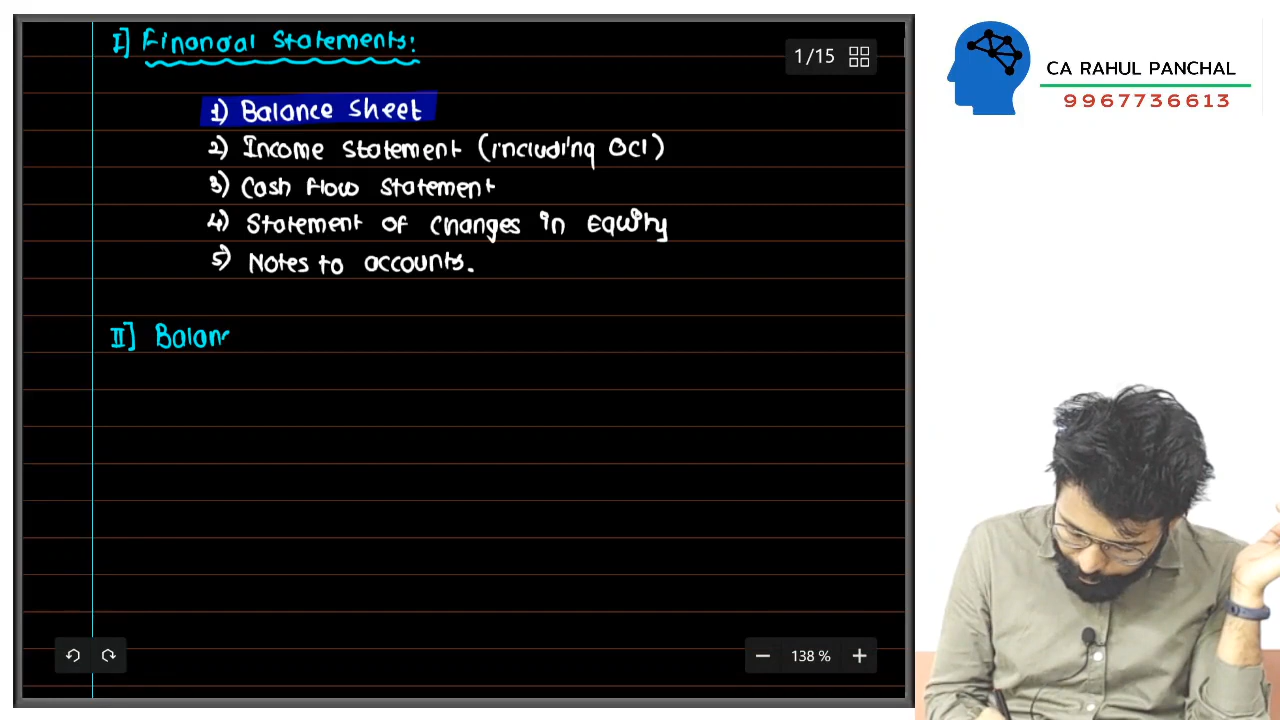 I] Financial Statements:
1/15
1) Balance Sheet
2) Income Statement (including OCI)
3) Cash Flow Statement
4) Statement of Changes in Equity
5) Notes to accounts.
II] Balanc
138 %
CA RAHUL PANCHAL
9967736613